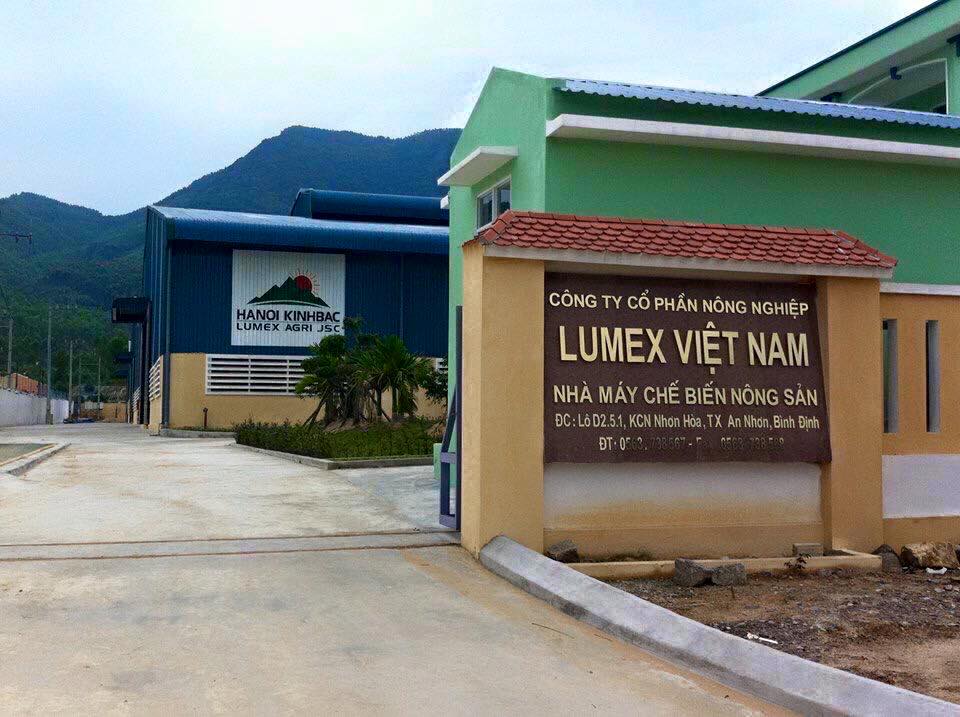 HANOI KINHBAC
LUMEX AGRI JSC
CÔNG TY CỔ PHẦN NÔNG NGHIỆP
LUMEX VIỆT NAM
NHÀ MÁY CHẾ BIẾN NÔNG SẢN
ĐC: Lô D2.5.1, KCN Nhơn Hòa, TX An Nhơn, Bình Định
ĐT: